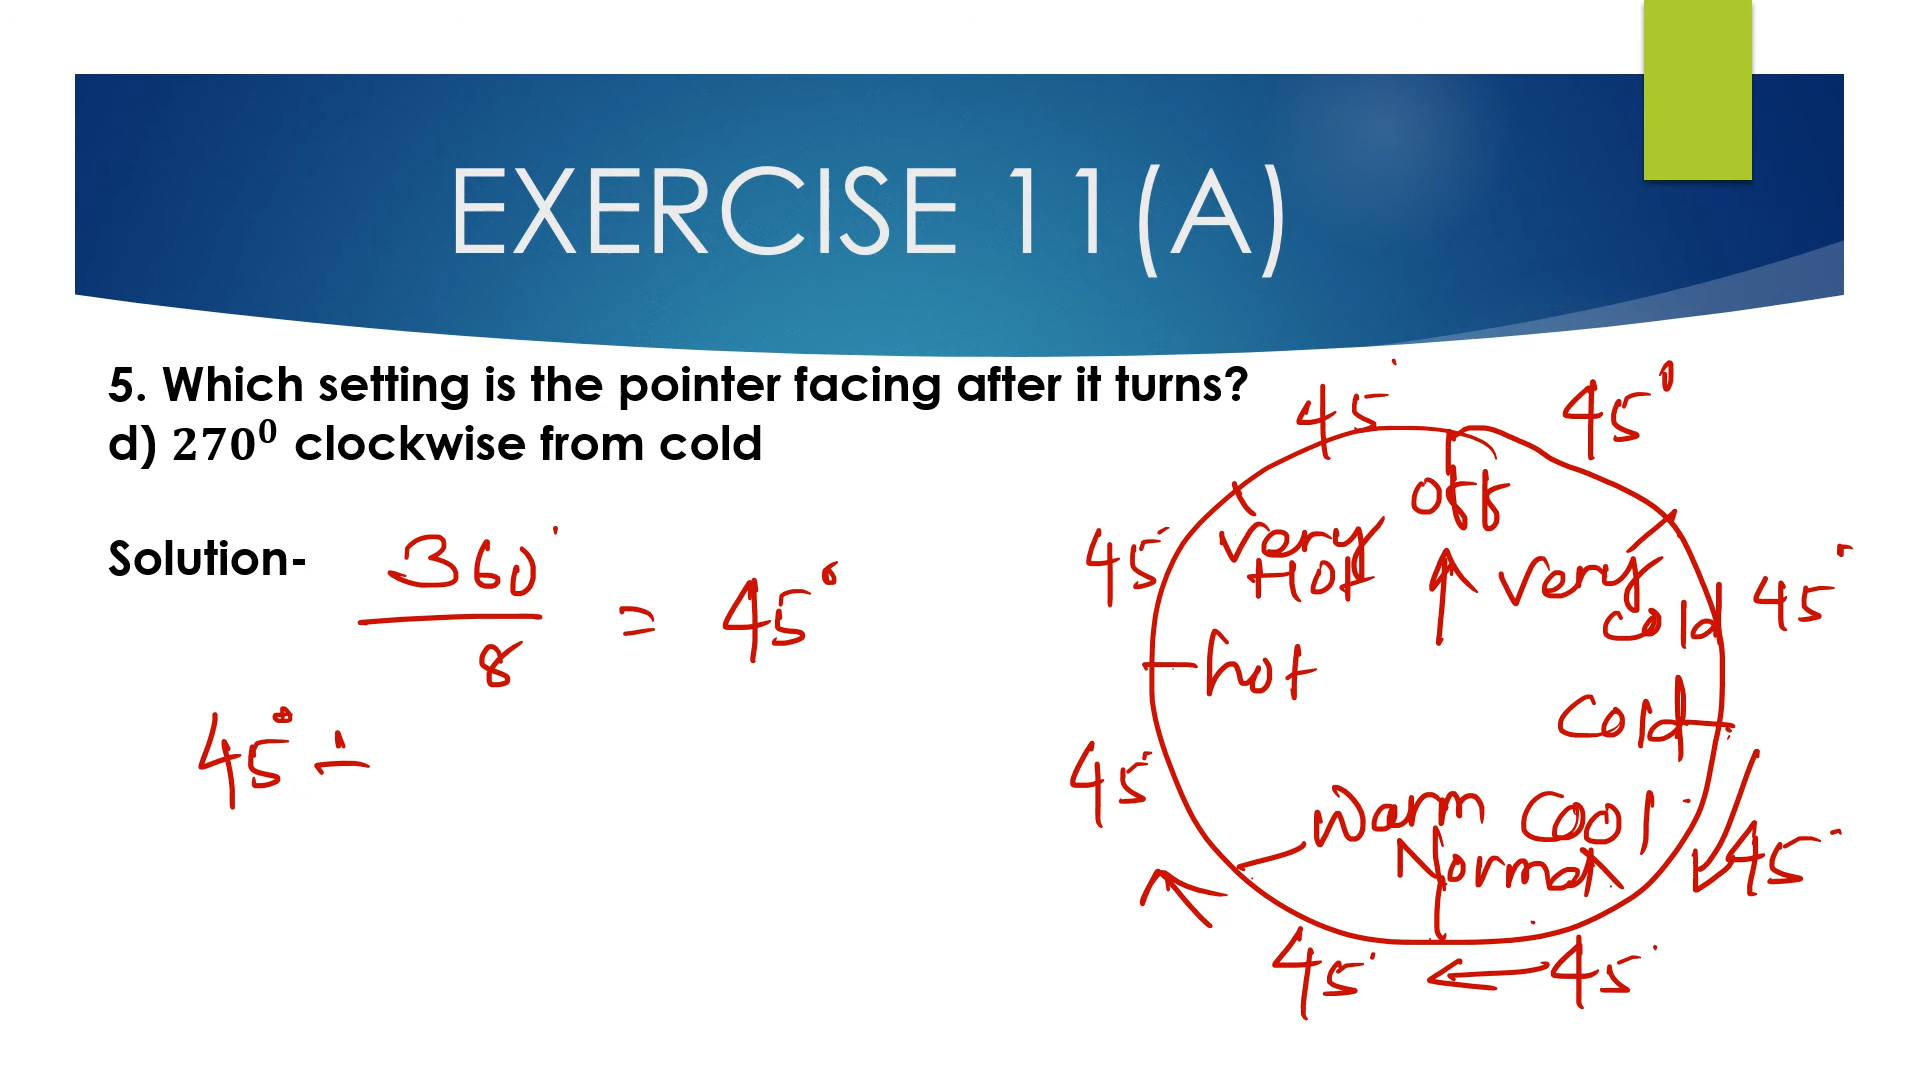 EXERCISE 11(A)
5. Which setting is the pointer facing after it turns?
d) 270⁰ clockwise from cold
Solution-
360°
8
= 45°
45° +
45°
45°
off
very
Hot
45°
very
cold
45°
hot
cold
45°
warm
cool
Normal
45°
45°
45°